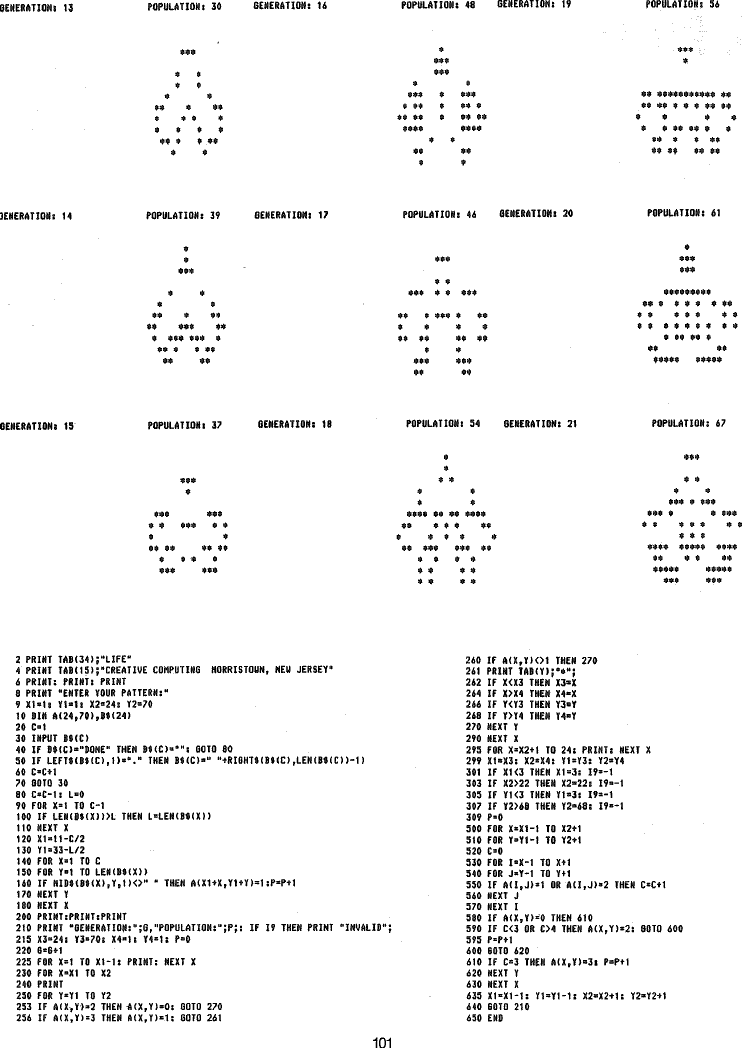 GENERATION: 13 POPULATION: 30 GENERATION: 16 POPULATION: 48 GENERATION: 19 POPULATION: 56
GENERATION: 14 POPULATION: 39 GENERATION: 17 POPULATION: 46 GENERATION: 20 POPULATION: 61
GENERATION: 15 POPULATION: 37 GENERATION: 18 POPULATION: 54 GENERATION: 21 POPULATION: 67
2 PRINT TAB(34);"LIFE"
4 PRINT TAB(15);"CREATIVE COMPUTING MORRISTOWN, NEW JERSEY"
6 PRINT: PRINT: PRINT
8 PRINT "ENTER YOUR PATTERN:"
9 X1=1: Y1=1: X2=24: Y2=70
10 DIM A(24,70),B$(24)
20 C=1
30 INPUT B$(C)
40 IF B$(C)="DONE" THEN B$(C)="": GOTO 80
50 IF LEFT$(B$(C),1)="." THEN B$(C)=" "+RIGHT$(B$(C),LEN(B$(C))-1)
60 C=C+1
70 GOTO 30
80 C=C-1: L=0
90 FOR X=1 TO C-1
100 IF LEN(B$(X))>L THEN L=LEN(B$(X))
110 NEXT X
120 X1=11-C/2
130 Y1=33-L/2
140 FOR X=1 TO C
150 FOR Y=1 TO LEN(B$(X))
160 IF MID$(B$(X),Y,1)<>" " THEN A(X1+X,Y1+Y)=1:P=P+1
170 NEXT Y
180 NEXT X
200 PRINT:PRINT:PRINT
210 PRINT "GENERATION:";G,"POPULATION:";P;: IF I9 THEN PRINT "INVALID";
215 X3=24: Y3=70: X4=1: Y4=1: P=0
220 G=G+1
225 FOR X=1 TO X1-1: PRINT: NEXT X
230 FOR X=X1 TO X2
240 PRINT
250 FOR Y=Y1 TO Y2
253 IF A(X,Y)=2 THEN A(X,Y)=0: GOTO 270
256 IF A(X,Y)=3 THEN A(X,Y)=1: GOTO 261
260 IF A(X,Y)<>1 THEN 270
261 PRINT TAB(Y);"*";
262 IF X<X3 THEN X3=X
264 IF X>X4 THEN X4=X
266 IF Y<Y3 THEN Y3=Y
268 IF Y>Y4 THEN Y4=Y
270 NEXT Y
290 NEXT X
295 FOR X=X2+1 TO 24: PRINT: NEXT X
299 X1=X3: X2=X4: Y1=Y3: Y2=Y4
301 IF X1<3 THEN X1=3: I9=-1
303 IF X2>22 THEN X2=22: I9=-1
305 IF Y1<3 THEN Y1=3: I9=-1
307 IF Y2>68 THEN Y2=68: I9=-1
309 P=0
500 FOR X=X1-1 TO X2+1
510 FOR Y=Y1-1 TO Y2+1
520 C=0
530 FOR I=X-1 TO X+1
540 FOR J=Y-1 TO Y+1
550 IF A(I,J)=1 OR A(I,J)=2 THEN C=C+1
560 NEXT J
570 NEXT I
580 IF A(X,Y)=0 THEN 610
590 IF C<3 OR C>4 THEN A(X,Y)=2: GOTO 600
595 P=P+1
600 GOTO 620
610 IF C=3 THEN A(X,Y)=3: P=P+1
620 NEXT Y
630 NEXT X
635 X1=X1-1: Y1=Y1-1: X2=X2+1: Y2=Y2+1
640 GOTO 210
650 END
101